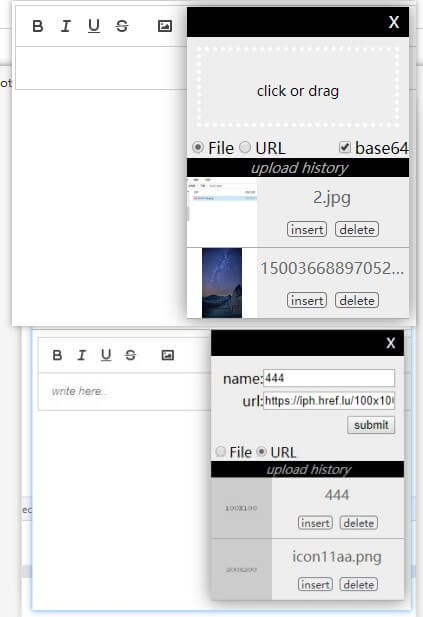 B I U S
X
ot
click or drag
File URL base64
upload history
2.jpg
insert delete
15003668897052...
insert delete
B I U S
X
write here..
name: 444
url: https://iph.href.lu/100x10
submit
File URL
upload history
100X100
444
insert delete
ec
200X200
icon11aa.png
insert delete